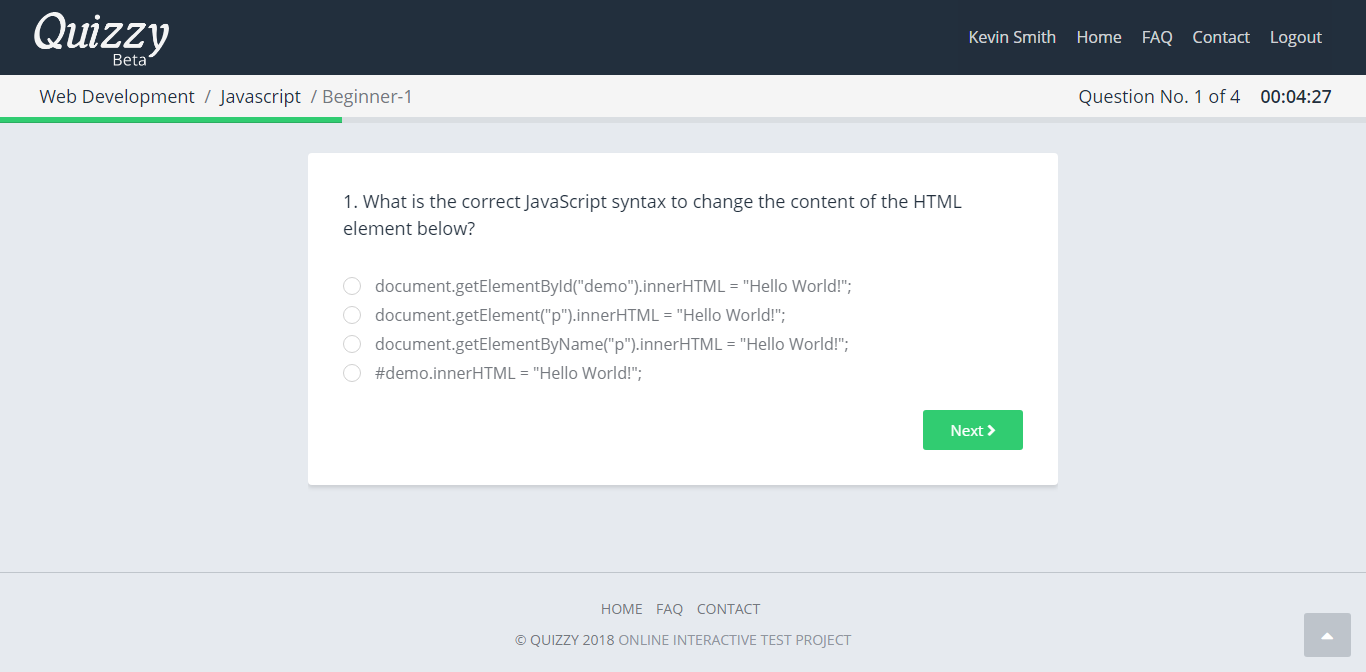 Quizzy
Beta
Kevin Smith Home FAQ Contact Logout
Web Development / Javascript / Beginner-1
Question No. 1 of 4 00:04:27
1. What is the correct JavaScript syntax to change the content of the HTML
element below?
document.getElementById("demo").innerHTML = "Hello World!";
document.getElement("p").innerHTML = "Hello World!";
document.getElementByName("p").innerHTML = "Hello World!";
#demo.innerHTML = "Hello World!";
Next
HOME FAQ CONTACT
© QUIZZY 2018 ONLINE INTERACTIVE TEST PROJECT